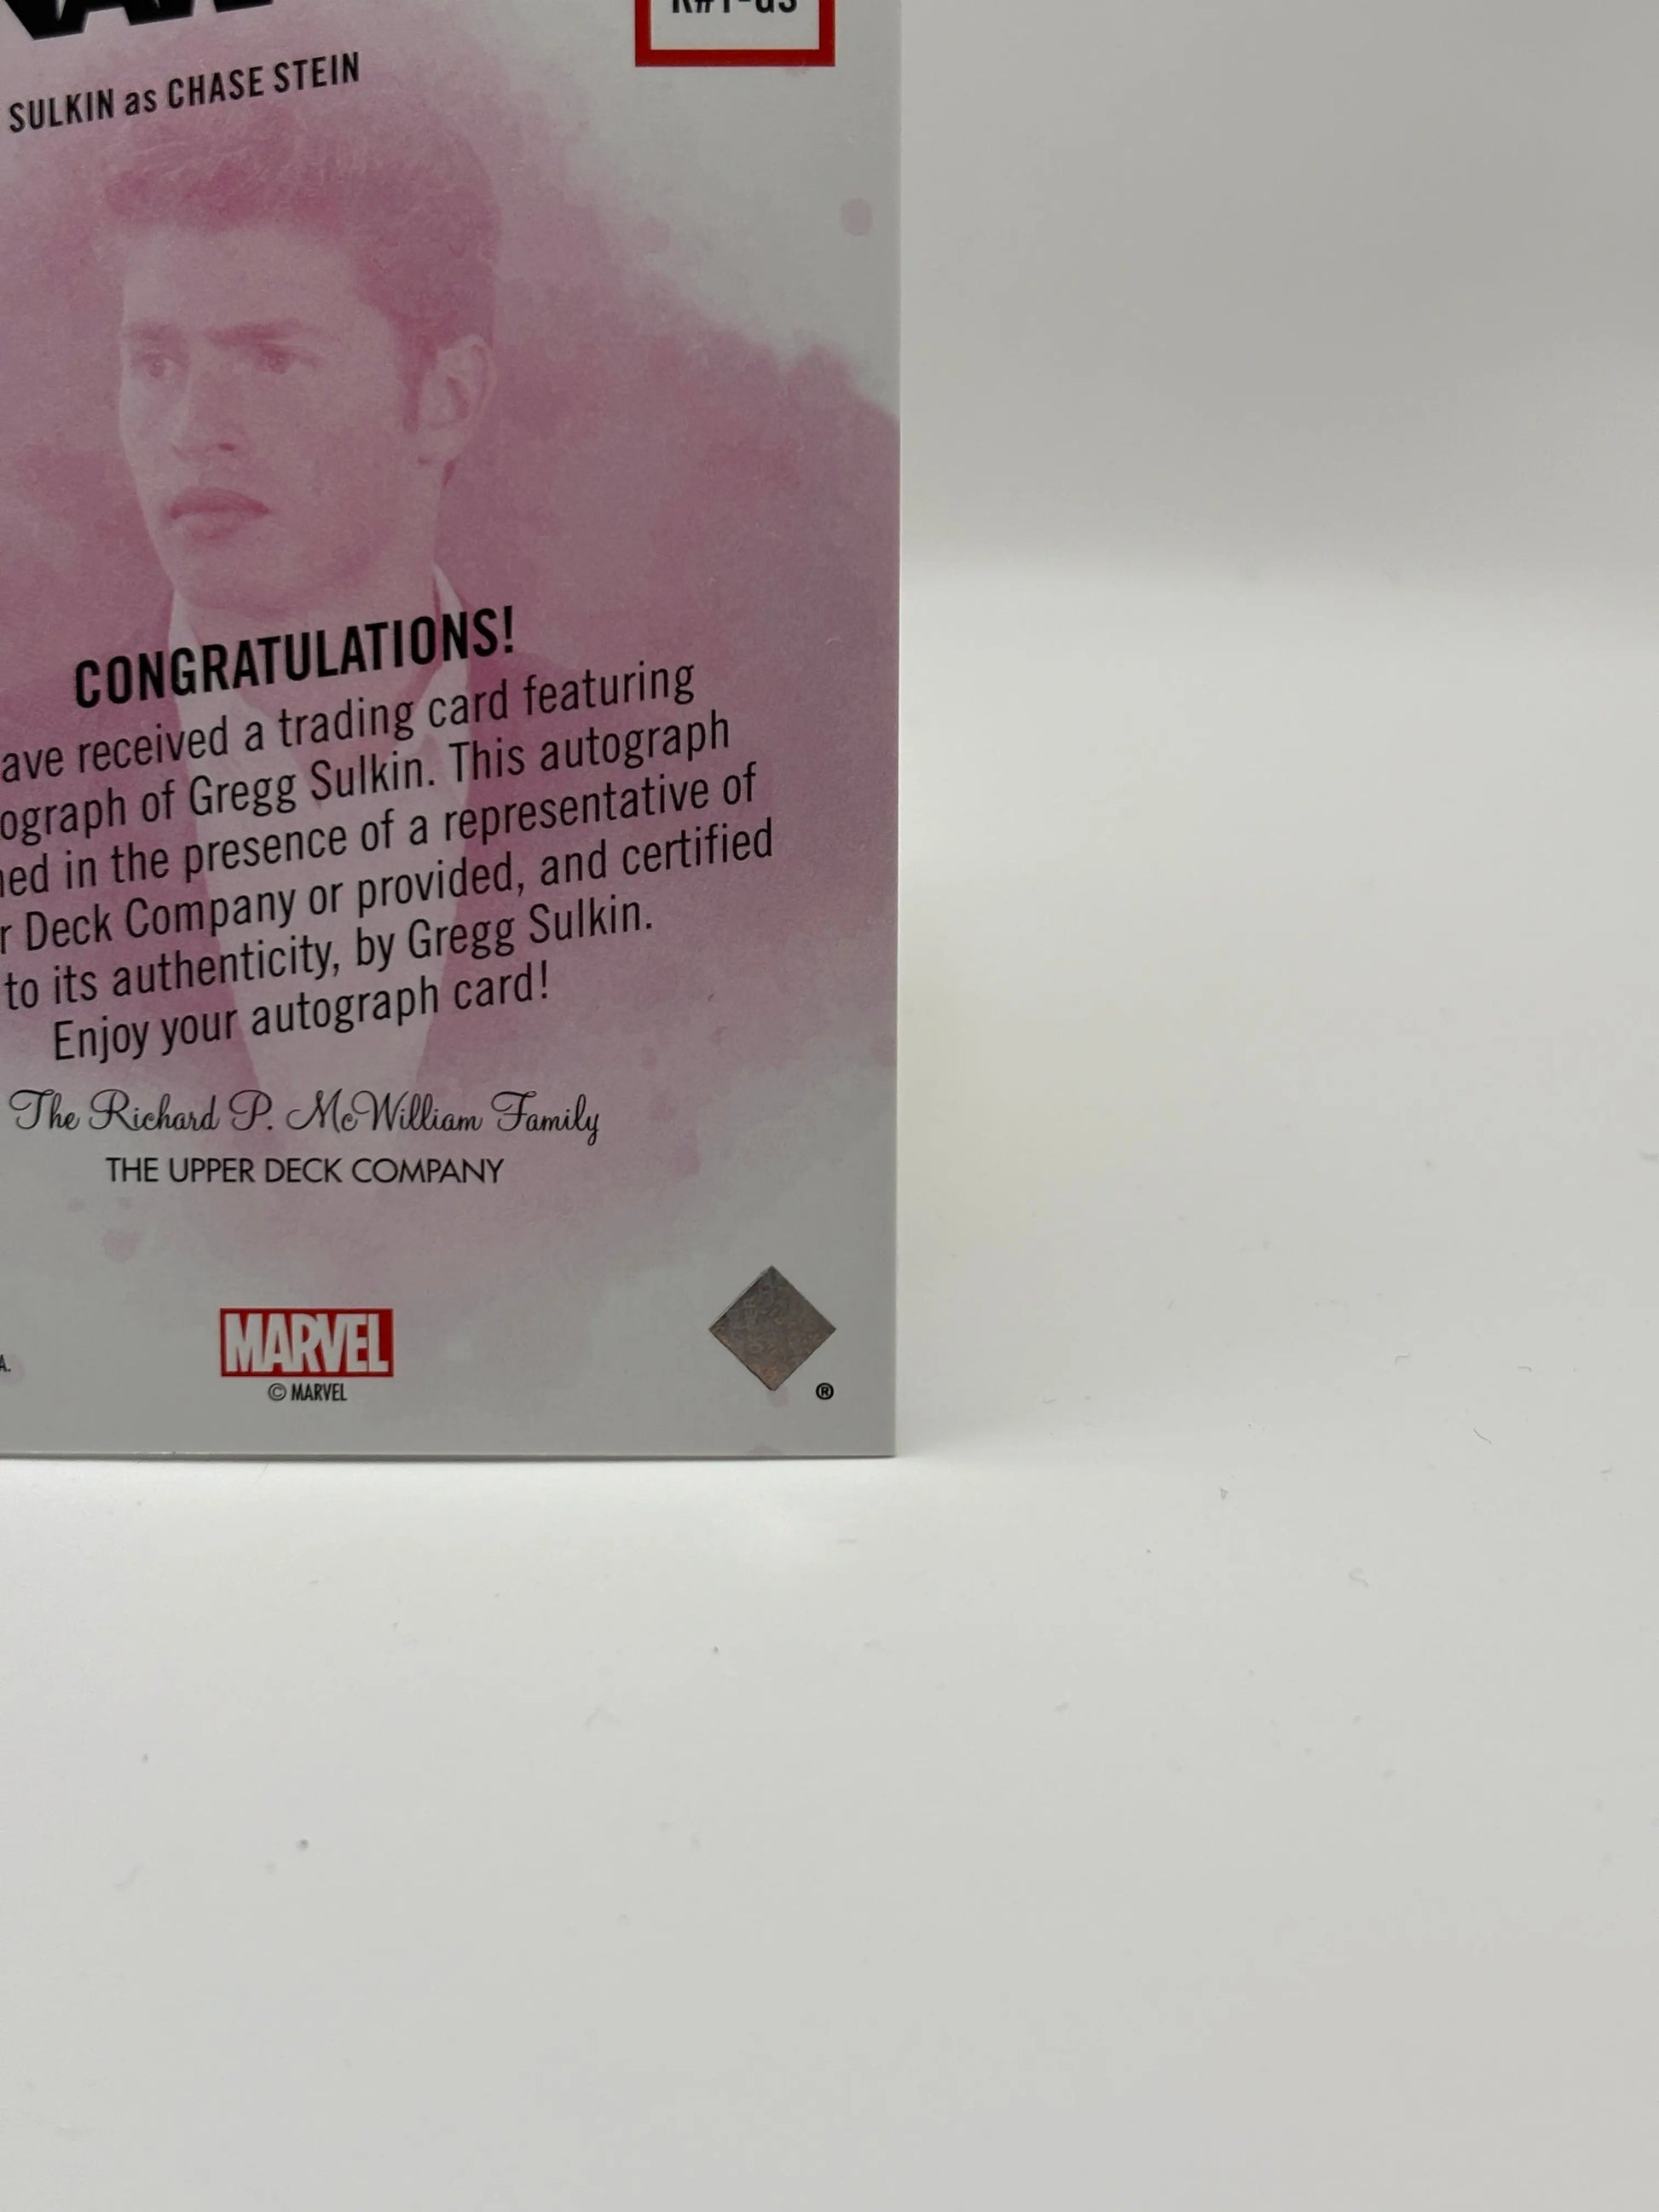 SULKIN as CHASE STEIN
CONGRATULATIONS!
ave received a trading card featuring
ograph of Gregg Sulkin. This autograph
ed in the presence of a representative of
r Deck Company or provided, and certified
to its authenticity, by Gregg Sulkin.
Enjoy your autograph card!
The Richard P. McWilliam Family
THE UPPER DECK COMPANY
A.
MARVEL
© MARVEL
®